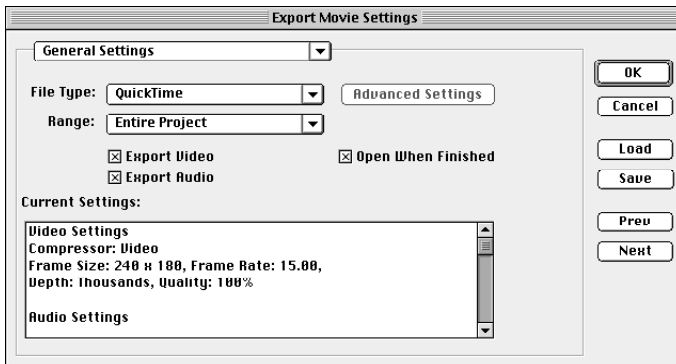 Export Movie Settings
General Settings
File Type: QuickTime Advanced Settings
Range: Entire Project
Export Video Open When Finished
Export Audio
Current Settings:
Video Settings
Compressor: Video
Frame Size: 240 x 180, Frame Rate: 15.00,
Depth: Thousands, Quality: 100%
Audio Settings
OK
Cancel
Load
Save
Prev
Next